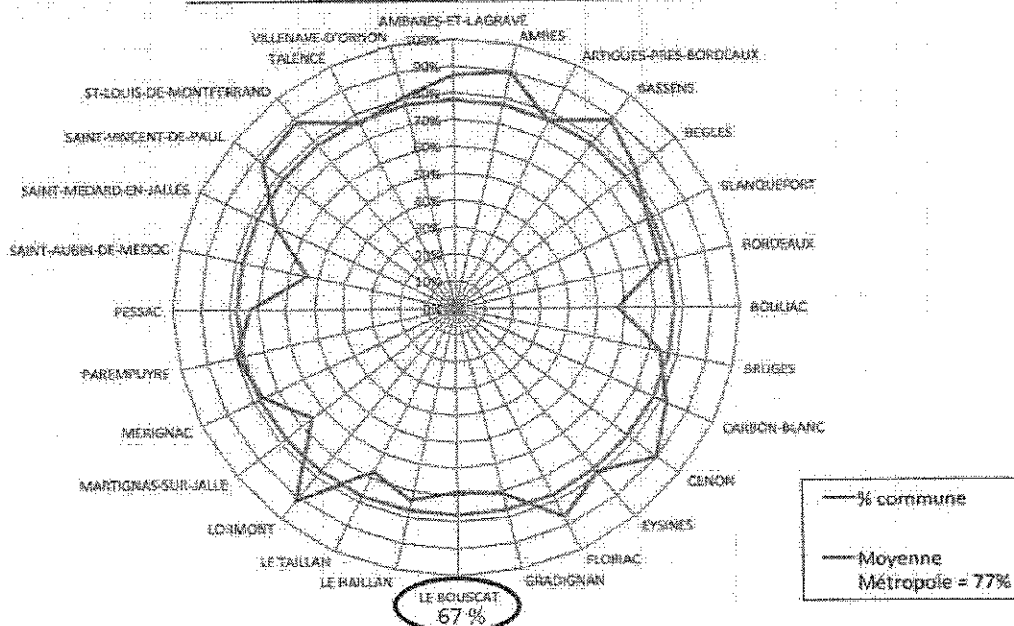 AMBARES-ET-LAGRAVE
AMBES
ARTIGUES-PRES-BORDEAUX
BASSENS
BEGLES
BLANQUEFORT
BORDEAUX
BOULIAC
BRUGES
CARBON-BLANC
CENON
EYSINES
FLOIRAC
GRADIGNAN
LE BOUSCAT
67 %
LE HAILLAN
LE TAILLAN
LORMONT
MARTIGNAS-SUR-JALLE
MERIGNAC
PAREMPUYRE
PESSAC
SAINT-AUBIN-DE-MEDOC
SAINT-MEDARD-EN-JALLES
SAINT-VINCENT-DE-PAUL
ST-LOUIS-DE-MONTFERRAND
TALENCE
VILLENAVE-D'ORNON
100%
90%
80%
70%
60%
50%
40%
30%
20%
10%
0%
% commune
Moyenne
Métropole = 77%